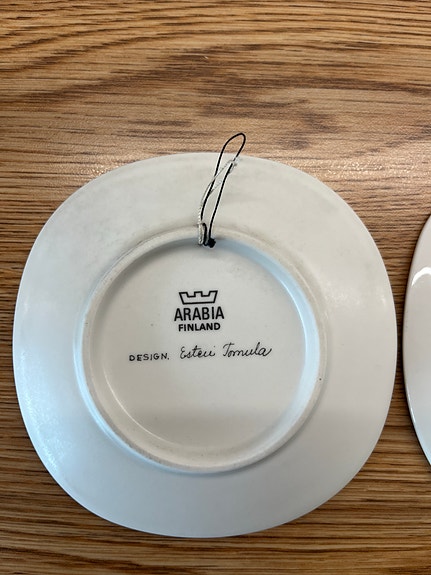 ARABIA
FINLAND
DESIGN. Esteri Tomula